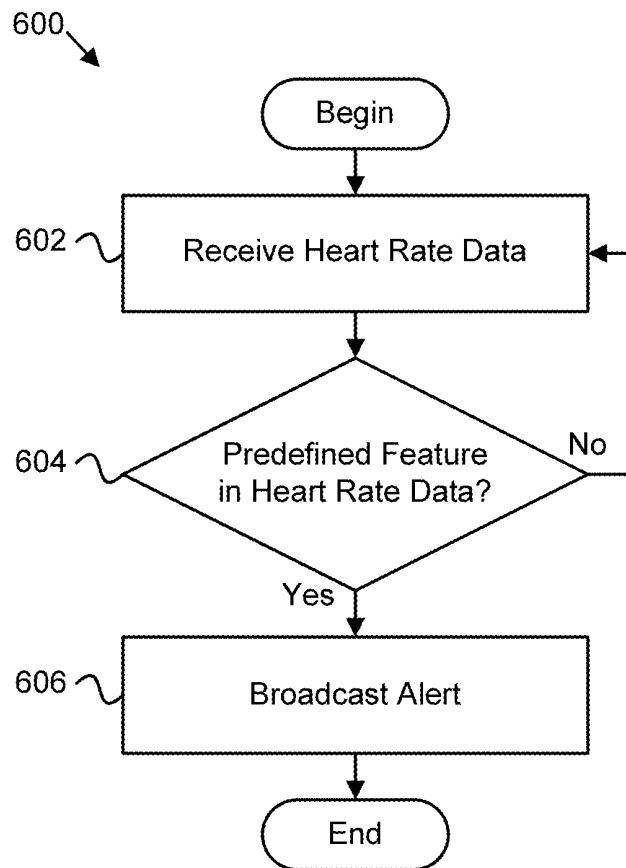 600
Begin
602
Receive Heart Rate Data
604
Predefined Feature
in Heart Rate Data?
No
Yes
606
Broadcast Alert
End